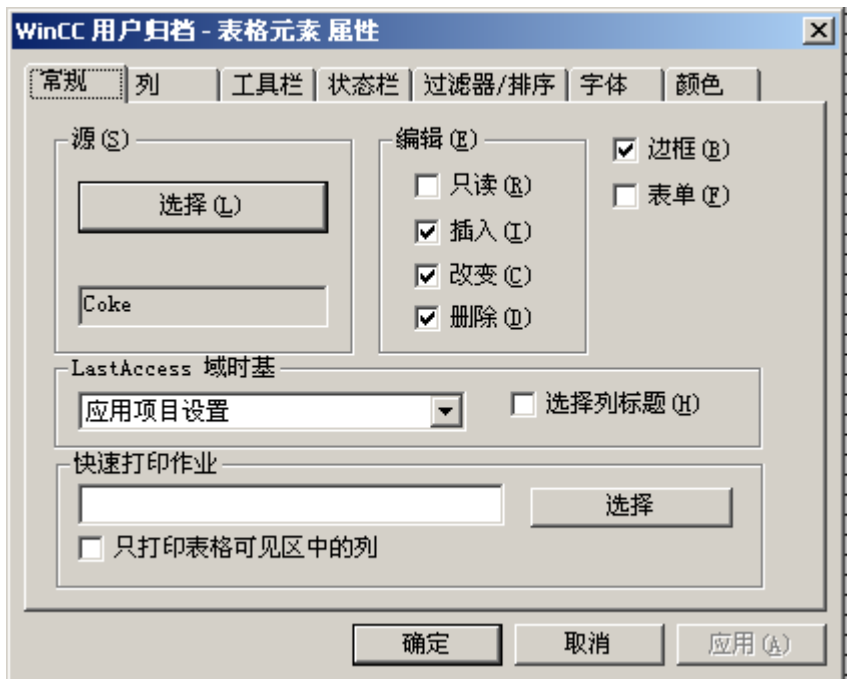 WinCC 用户归档 - 表格元素 属性
常规 列 工具栏 状态栏 过滤器/排序 字体 颜色
源(S)
选择(L)
Coke
编辑(E)
只读(R)
插入(I)
改变(C)
删除(D)
边框(B)
表单(F)
LastAccess 域时基
应用项目设置
选择列标题(H)
快速打印作业
选择
只打印表格可见区中的列
确定 取消 应用(A)